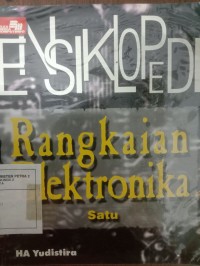 ENSIKLOPEDI
Rangkaian
Elektronika
Satu
HA Yudistira